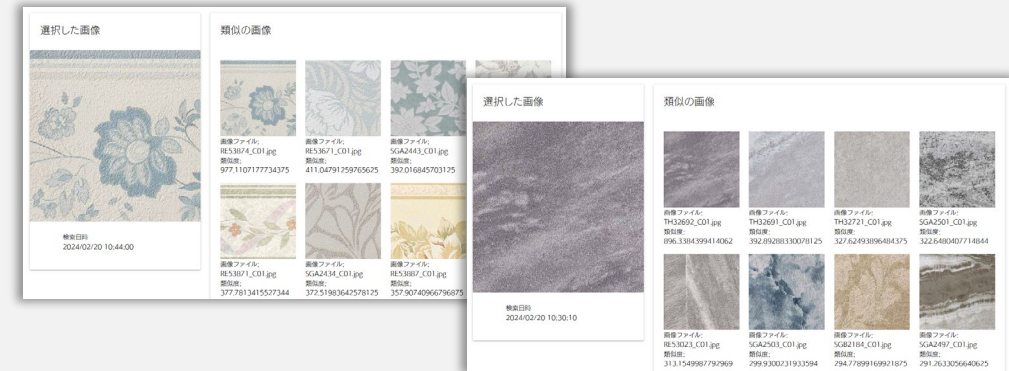 選択した画像
類似の画像
画像ファイル:
RE53874_C01.jpg
類似度:
977.1107177734375
画像ファイル:
RE53671_C01.jpg
類似度:
411.04791259765625
画像ファイル:
SGA2443_C01.jpg
類似度:
392.016845703125
画像ファイル:
RE53871_C01.jpg
類似度:
377.7813415527344
画像ファイル:
SGA2434_C01.jpg
類似度:
372.51983642578125
画像ファイル:
RE53887_C01.jpg
類似度:
357.90740966796875
検索日時
2024/02/20 10:44:00
選択した画像
類似の画像
画像ファイル:
TH32692_C01.jpg
類似度:
896.3384399414062
画像ファイル:
TH32691_C01.jpg
類似度:
392.89288330078125
画像ファイル:
TH32721_C01.jpg
類似度:
327.62493896484375
画像ファイル:
SGA2501_C01.jpg
類似度:
322.6480407714844
画像ファイル:
RE53023_C01.jpg
類似度:
313.1549987792969
画像ファイル:
SGA2503_C01.jpg
類似度:
299.9300231933594
画像ファイル:
SGB2184_C01.jpg
類似度:
294.77899169921875
画像ファイル:
SGA2497_C01.jpg
類似度:
291.2633056640625
検索日時
2024/02/20 10:30:10